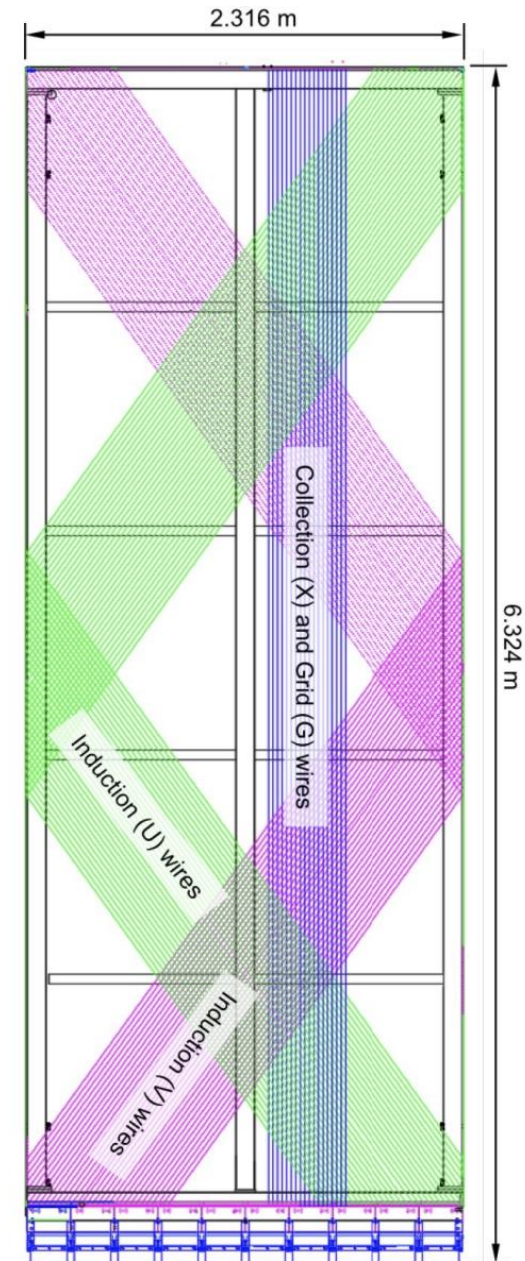 2.316 m
6.324 m
Collection (X) and Grid (G) wires
Induction (U) wires
Induction (V) wires